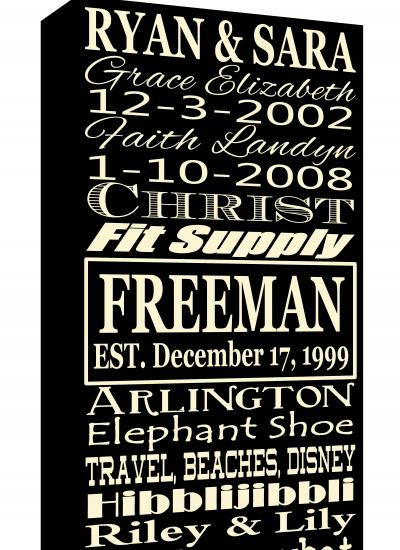 RYAN & SARA
Grace Elizabeth
12-3-2002
Faith Landyn
1-10-2008
CHRIST
Fit Supply
FREEMAN
EST. December 17, 1999
ARLINGTON
Elephant Shoe
TRAVEL, BEACHES, DISNEY
Hibblijibbli
Riley & Lily